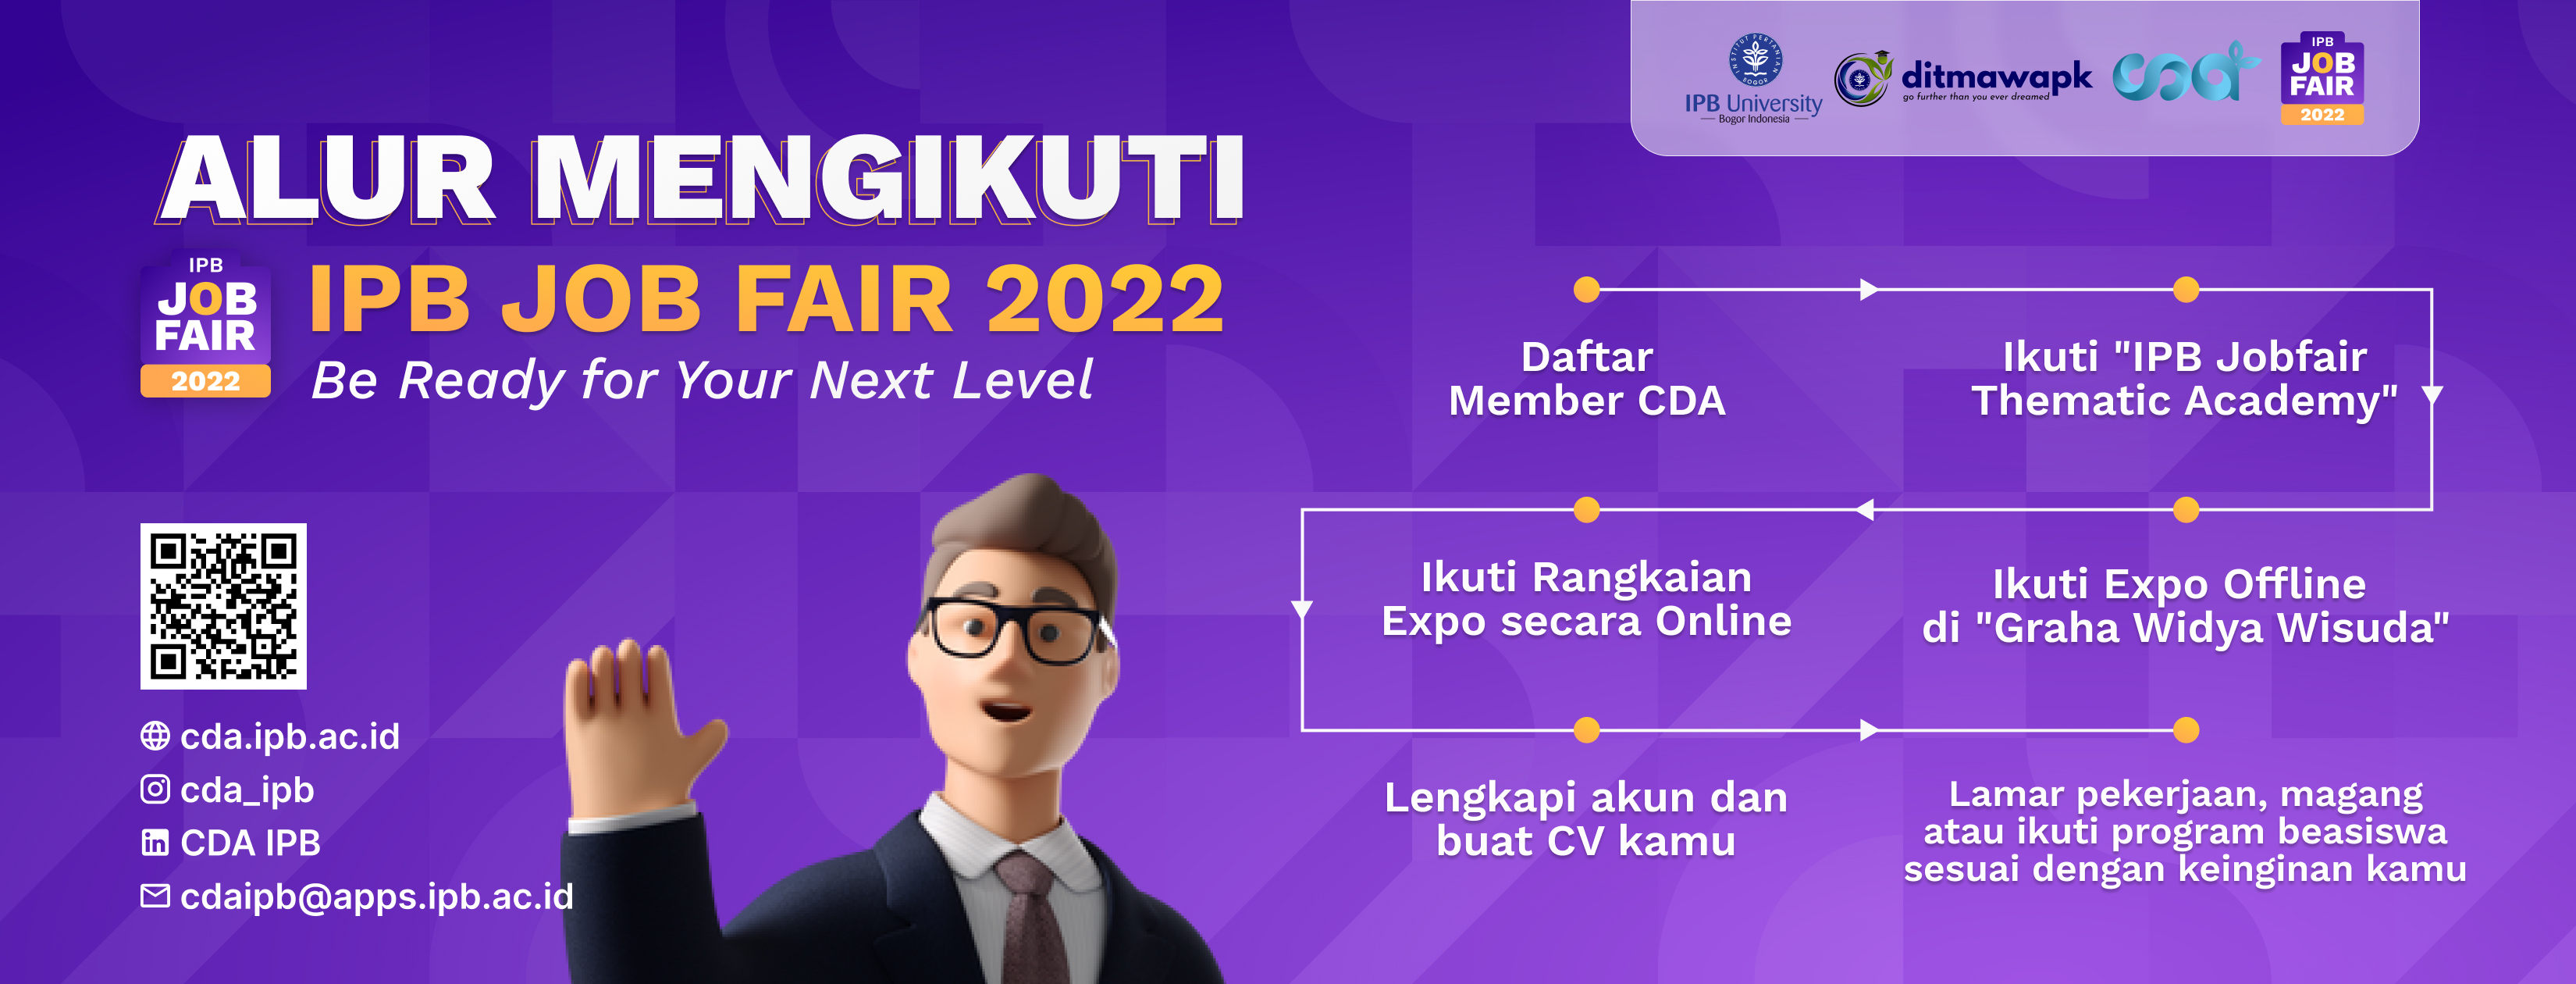 IPB University
Bogor Indonesia
ditmawapk
go further than you ever dreamed
cda
IPB
JOB
FAIR
2022
ALUR MENGIKUTI
IPB
JOB
FAIR
2022
IPB JOB FAIR 2022
Be Ready for Your Next Level
cda.ipb.ac.id
cda_ipb
CDA IPB
cdaipb@apps.ipb.ac.id
Daftar
Member CDA
Ikuti "IPB Jobfair
Thematic Academy"
Ikuti Expo Offline
di "Graha Widya Wisuda"
Ikuti Rangkaian
Expo secara Online
Lengkapi akun dan
buat CV kamu
Lamar pekerjaan, magang
atau ikuti program beasiswa
sesuai dengan keinginan kamu